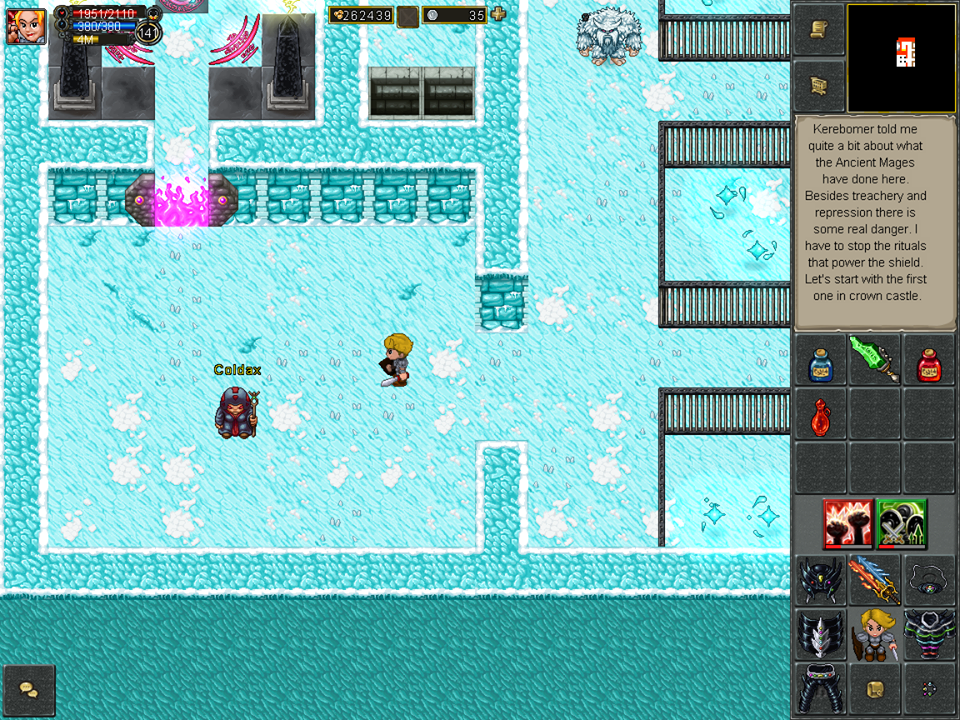 1951/2110
380/380
4M
141
262439
35
Kerebomer told me
quite a bit about what
the Ancient Mages
have done here.
Besides treachery and
repression there is
some real danger. I
have to stop the rituals
that power the shield.
Let's start with the first
one in crown castle.
Coldax